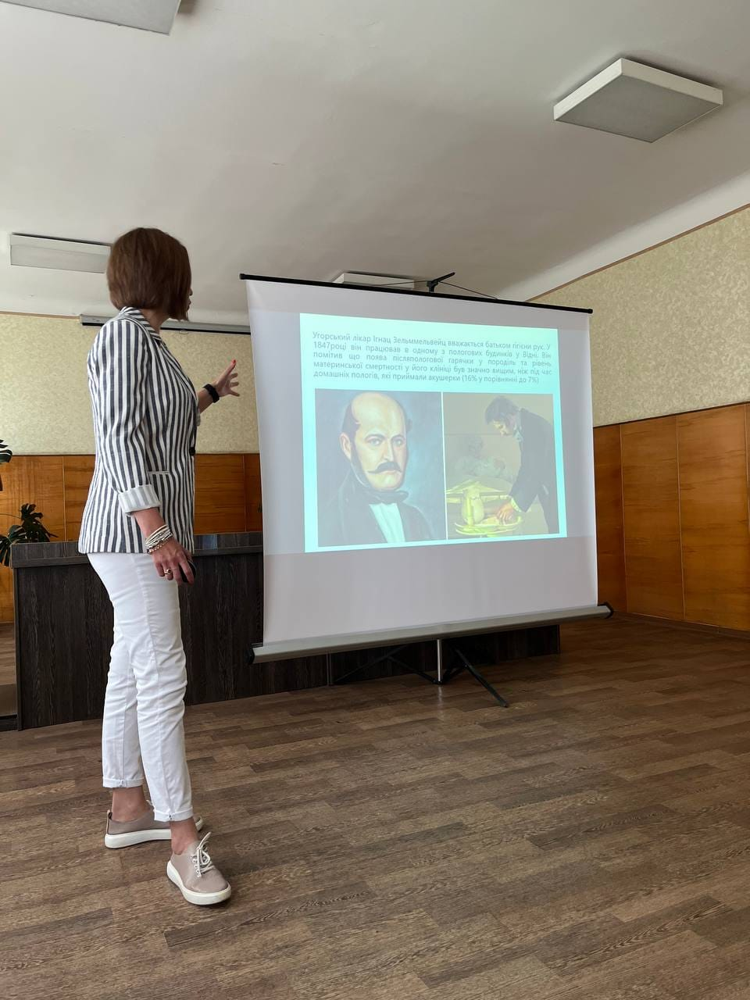 Угорський лікар Ігнац Зельммельвейц вважається батьком гігієни рук. У
1847році він працював в одному з пологових будинків у Відні. Він
помітив що поява післяпологової гарячки у породіль та рівень
материнської смертності у його клініці був значно вищим, ніж під час
домашніх пологів, які приймали акушерки (16% у порівнянні до 7%)